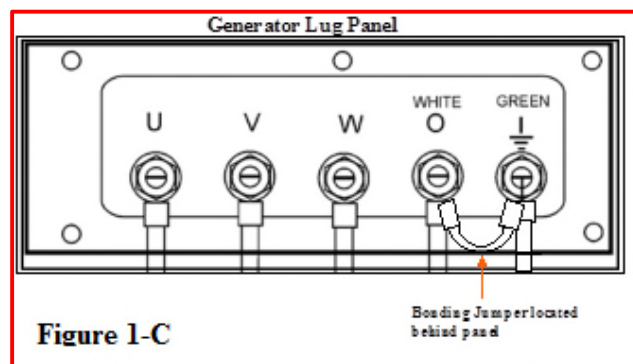 Generator Lug Panel
U V W WHITE O GREEN
Bonding Jumper located
behind panel
Figure 1-C